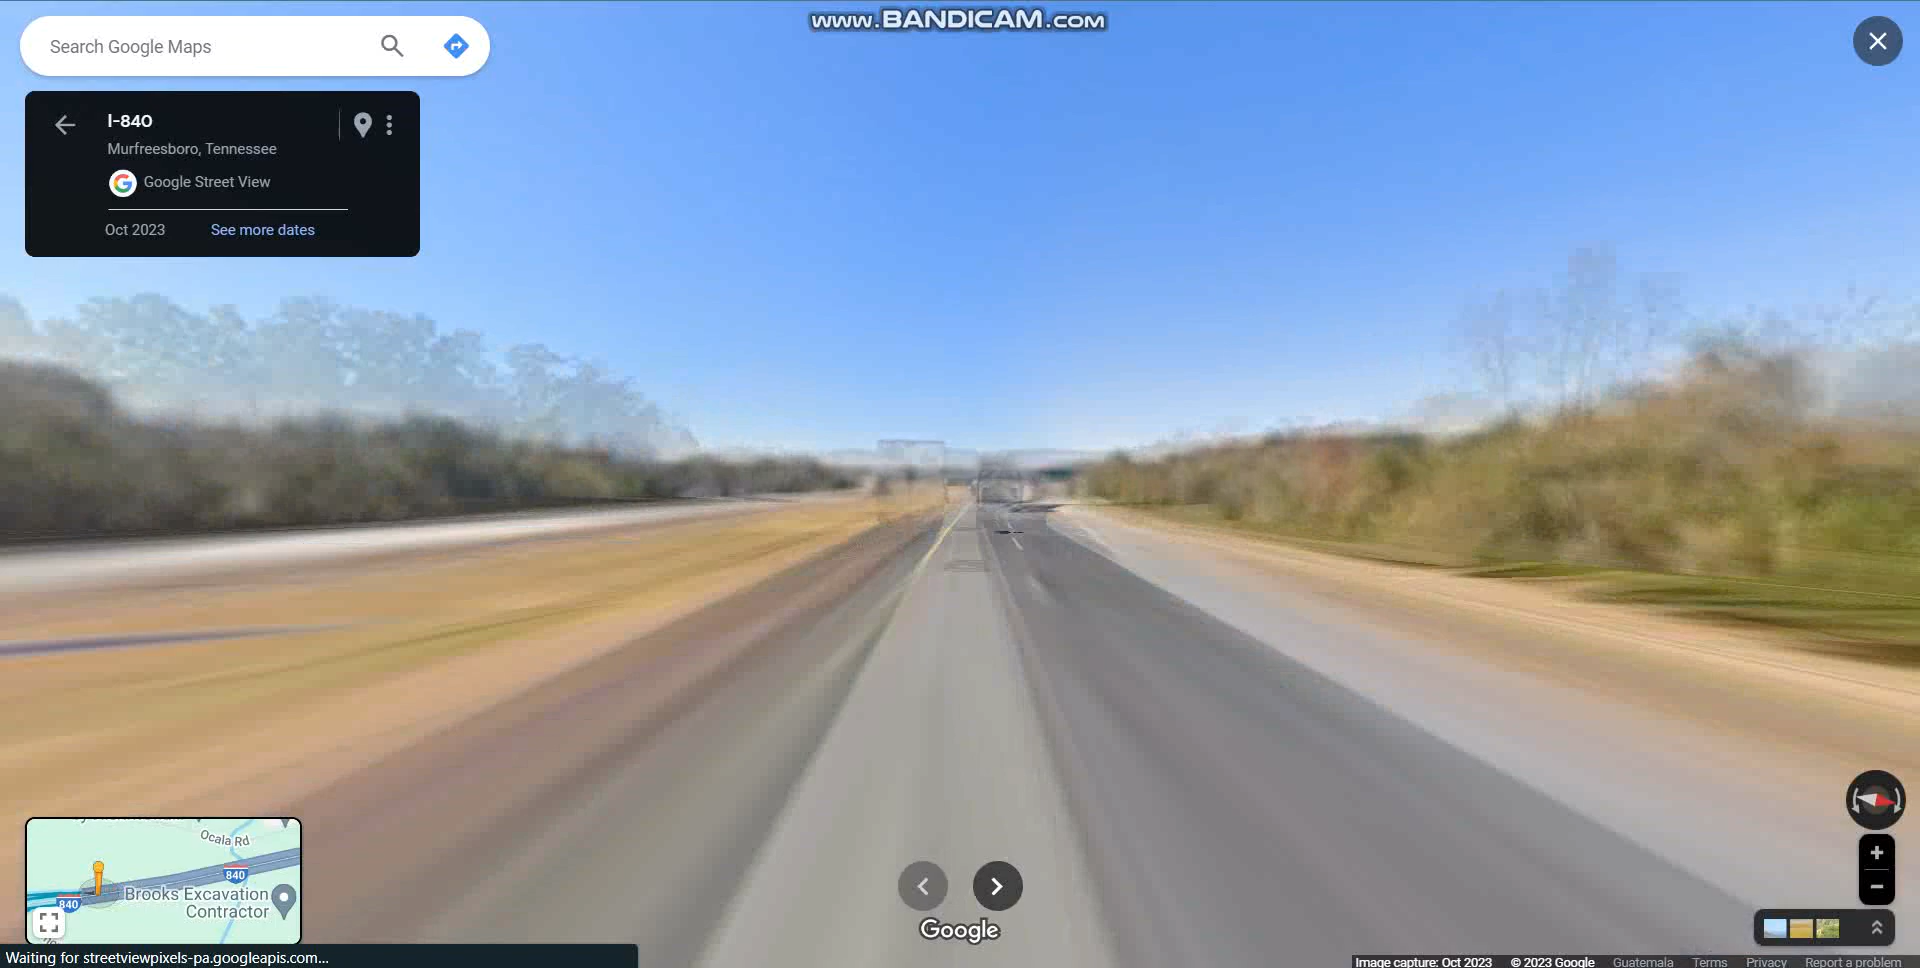 www.BANDICAM.com
Search Google Maps
I-840
Murfreesboro, Tennessee
Google Street View
Oct 2023 See more dates
Ocala Rd
840
Brooks Excavation
Contractor
840
Google
Waiting for streetviewpixels-pa.googleapis.com...
Image capture: Oct 2023 © 2023 Google Guatemala Terms Privacy Report a problem